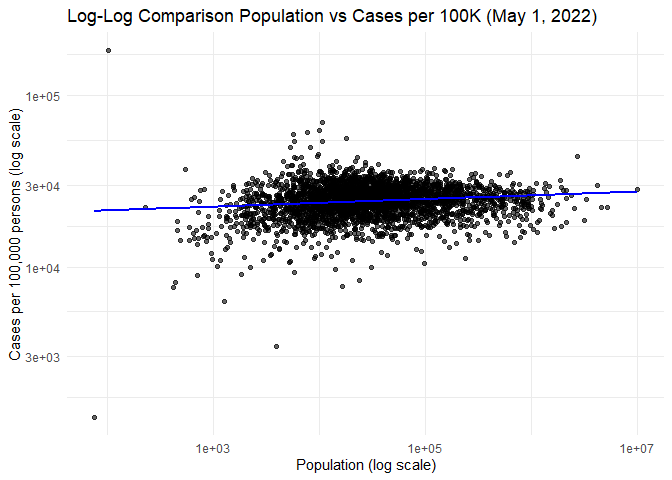 Log-Log Comparison Population vs Cases per 100K (May 1, 2022)
Cases per 100,000 persons (log scale)
1e+05
3e+04
1e+04
3e+03
1e+03
1e+05
1e+07
Population (log scale)